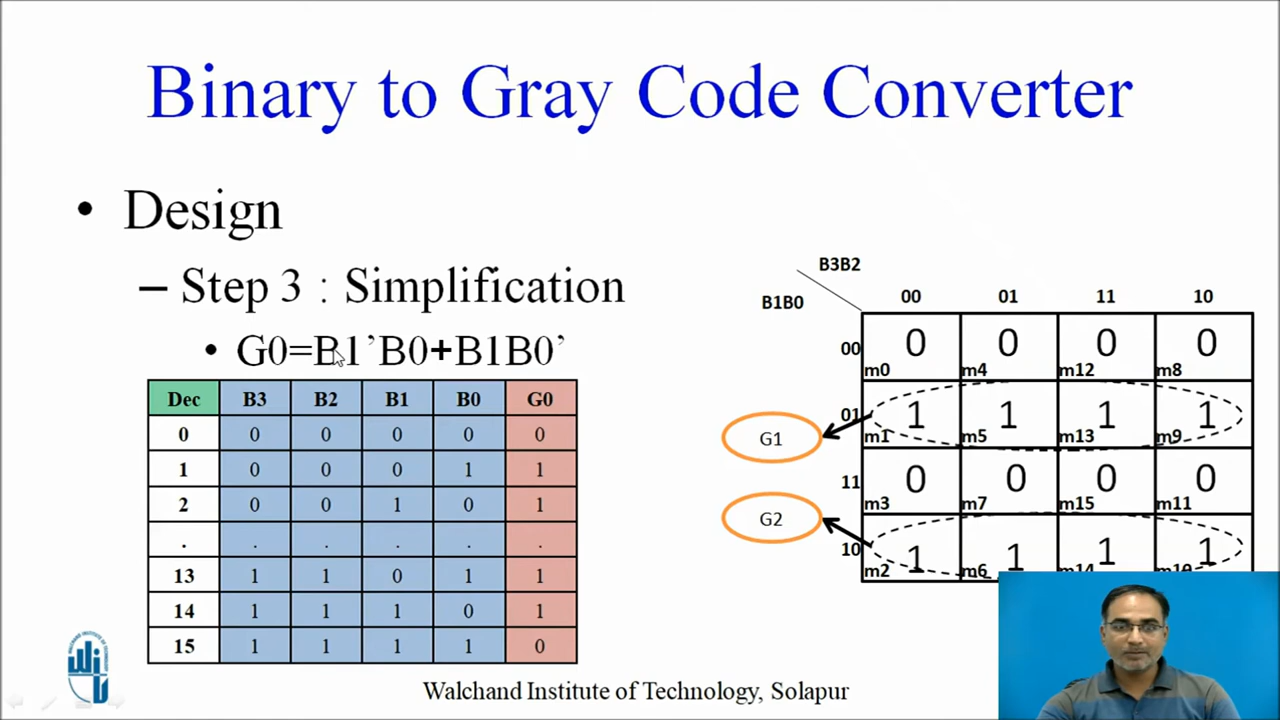 Binary to Gray Code Converter
• Design
– Step 3 : Simplification
• G0=B1’B0+B1B0’
Dec B3 B2 B1 B0 G0
0 0 0 0 0 0
1 0 0 0 1 1
2 0 0 1 0 1
. . . . . .
13 1 1 0 1 1
14 1 1 1 0 1
15 1 1 1 1 0
B3B2
B1B0
00 01 11 10
00 0 0 0 0
m0 m4 m12 m8
01 1 1 1 1
m1 m5 m13 m9
G1
11 0 0 0 0
m3 m7 m15 m11
G2
10 1 1 1 1
m2 m6 m14 m10
Walchand Institute of Technology, Solapur